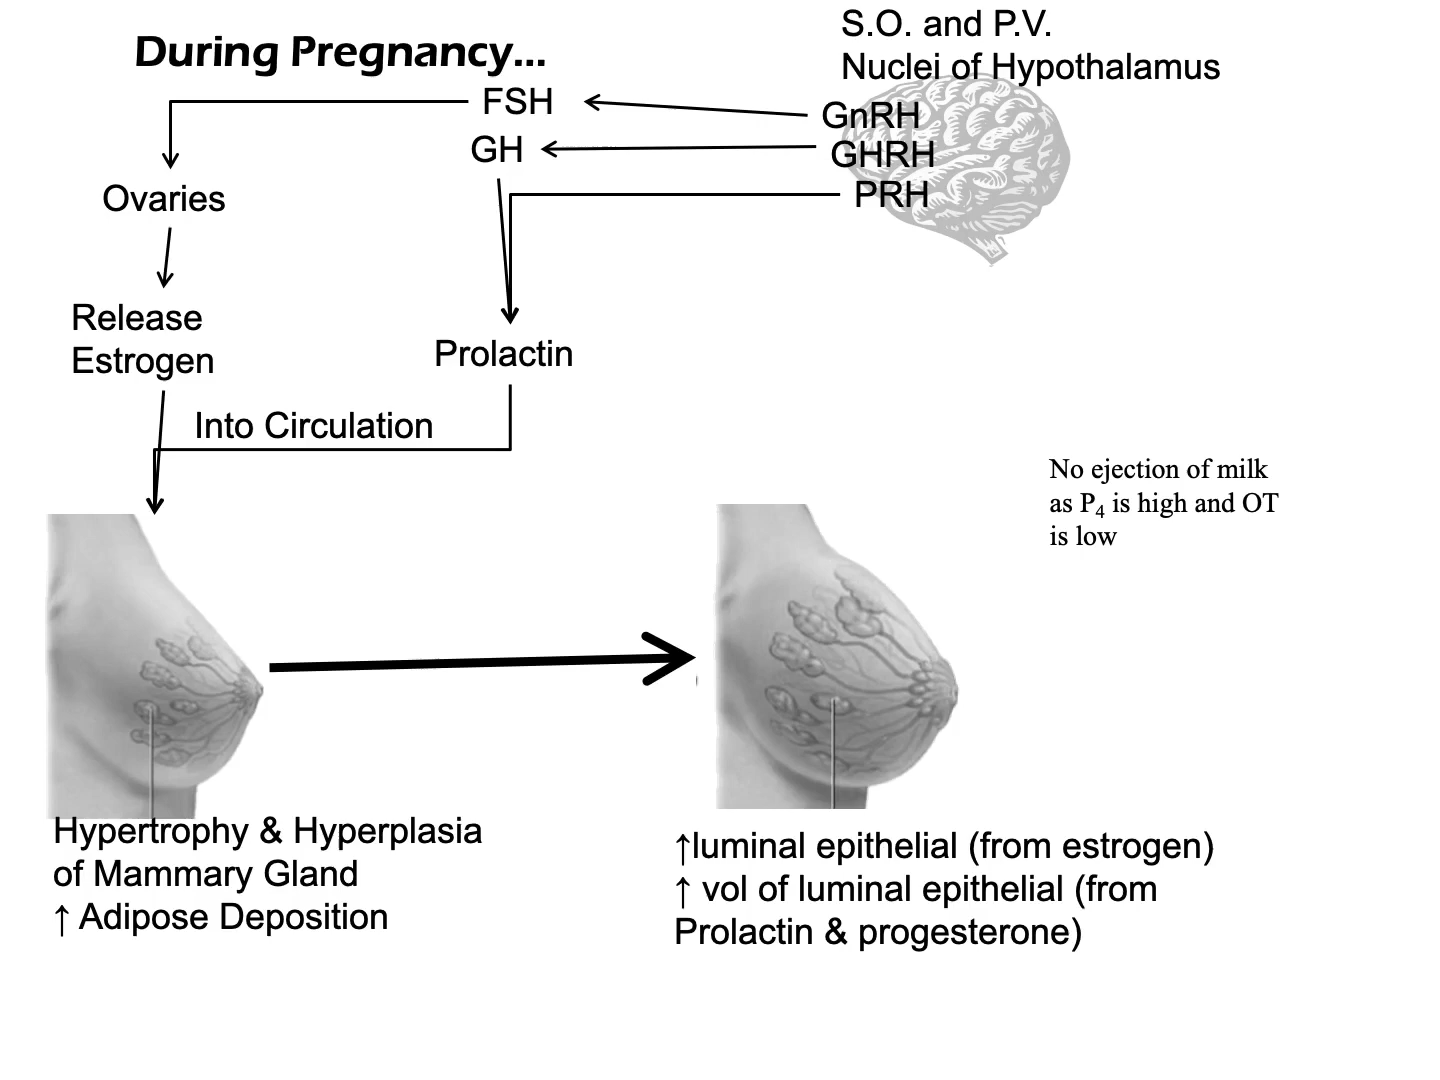 During Pregnancy...
S.O. and P.V.
Nuclei of Hypothalamus
FSH
GnRH
GH
GHRH
PRH
Ovaries
Release
Estrogen
Prolactin
Into Circulation
No ejection of milk
as P₄ is high and OT
is low
Hypertrophy & Hyperplasia
of Mammary Gland
↑ Adipose Deposition
↑luminal epithelial (from estrogen)
↑ vol of luminal epithelial (from
Prolactin & progesterone)